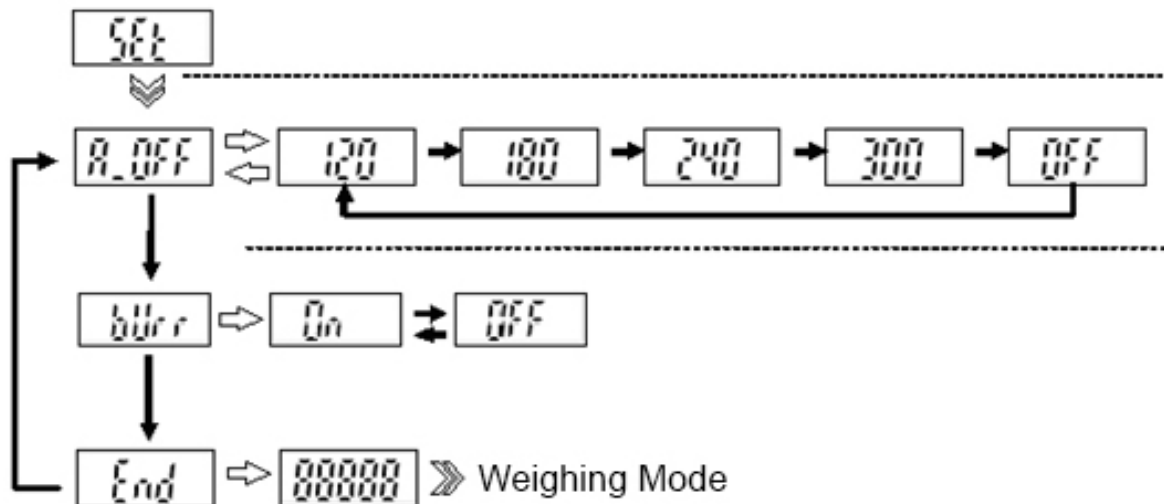 SEt
A_OFF 120 180 240 300 OFF
bUrr On OFF
End 88888 Weighing Mode